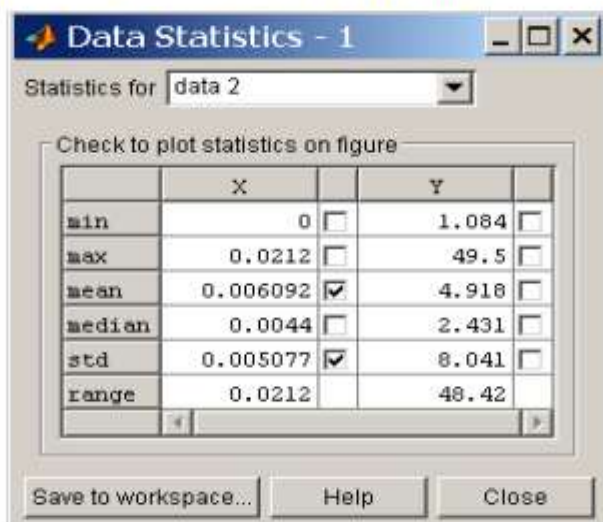 Data Statistics - 1
Statistics for data 2
Check to plot statistics on figure
X Y
min 0 1.084
max 0.0212 49.5
mean 0.006092 4.918
median 0.0044 2.431
std 0.005077 8.041
range 0.0212 48.42
Save to workspace... Help Close